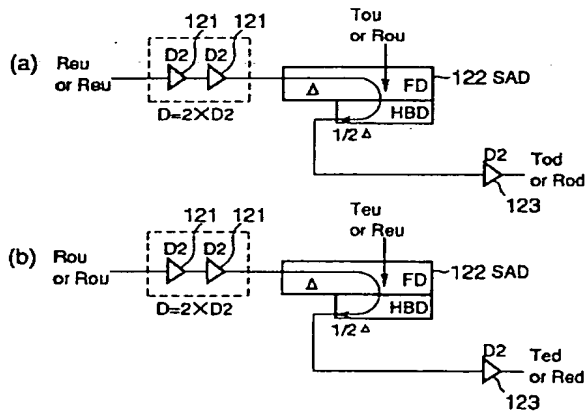 (a)
Reu
or Reu
D2
D2
121
121
D=2×D2
Tou
or Rou
Δ
FD
HBD
1/2 Δ
122 SAD
D2
123
Tod
or Rod
(b)
Rou
or Rou
D2
D2
121
121
D=2×D2
Teu
or Reu
Δ
FD
HBD
1/2 Δ
122 SAD
D2
123
Ted
or Red